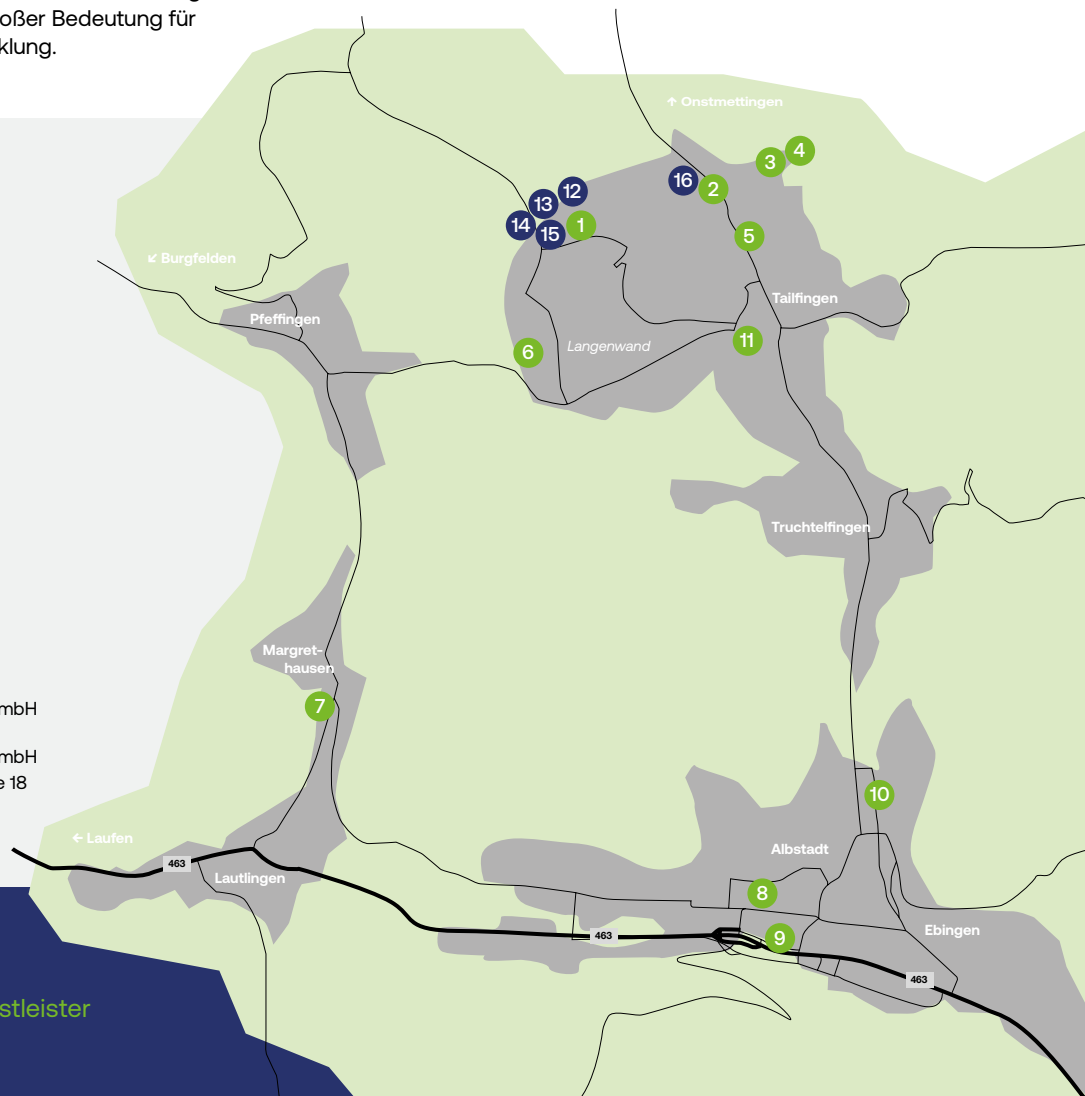 oßer Bedeutung für
klung.
↑ Onstmettingen
4
3
16
2
12
13
14
15
1
5
↙ Burgfelden
Tailfingen
Pfeffingen
11
Langenwand
6
Truchtelfingen
Margret-
hausen
7
mbH
mbH
e 18
10
← Laufen
Albstadt
463
Lautlingen
8
Ebingen
463
9
463
stleister